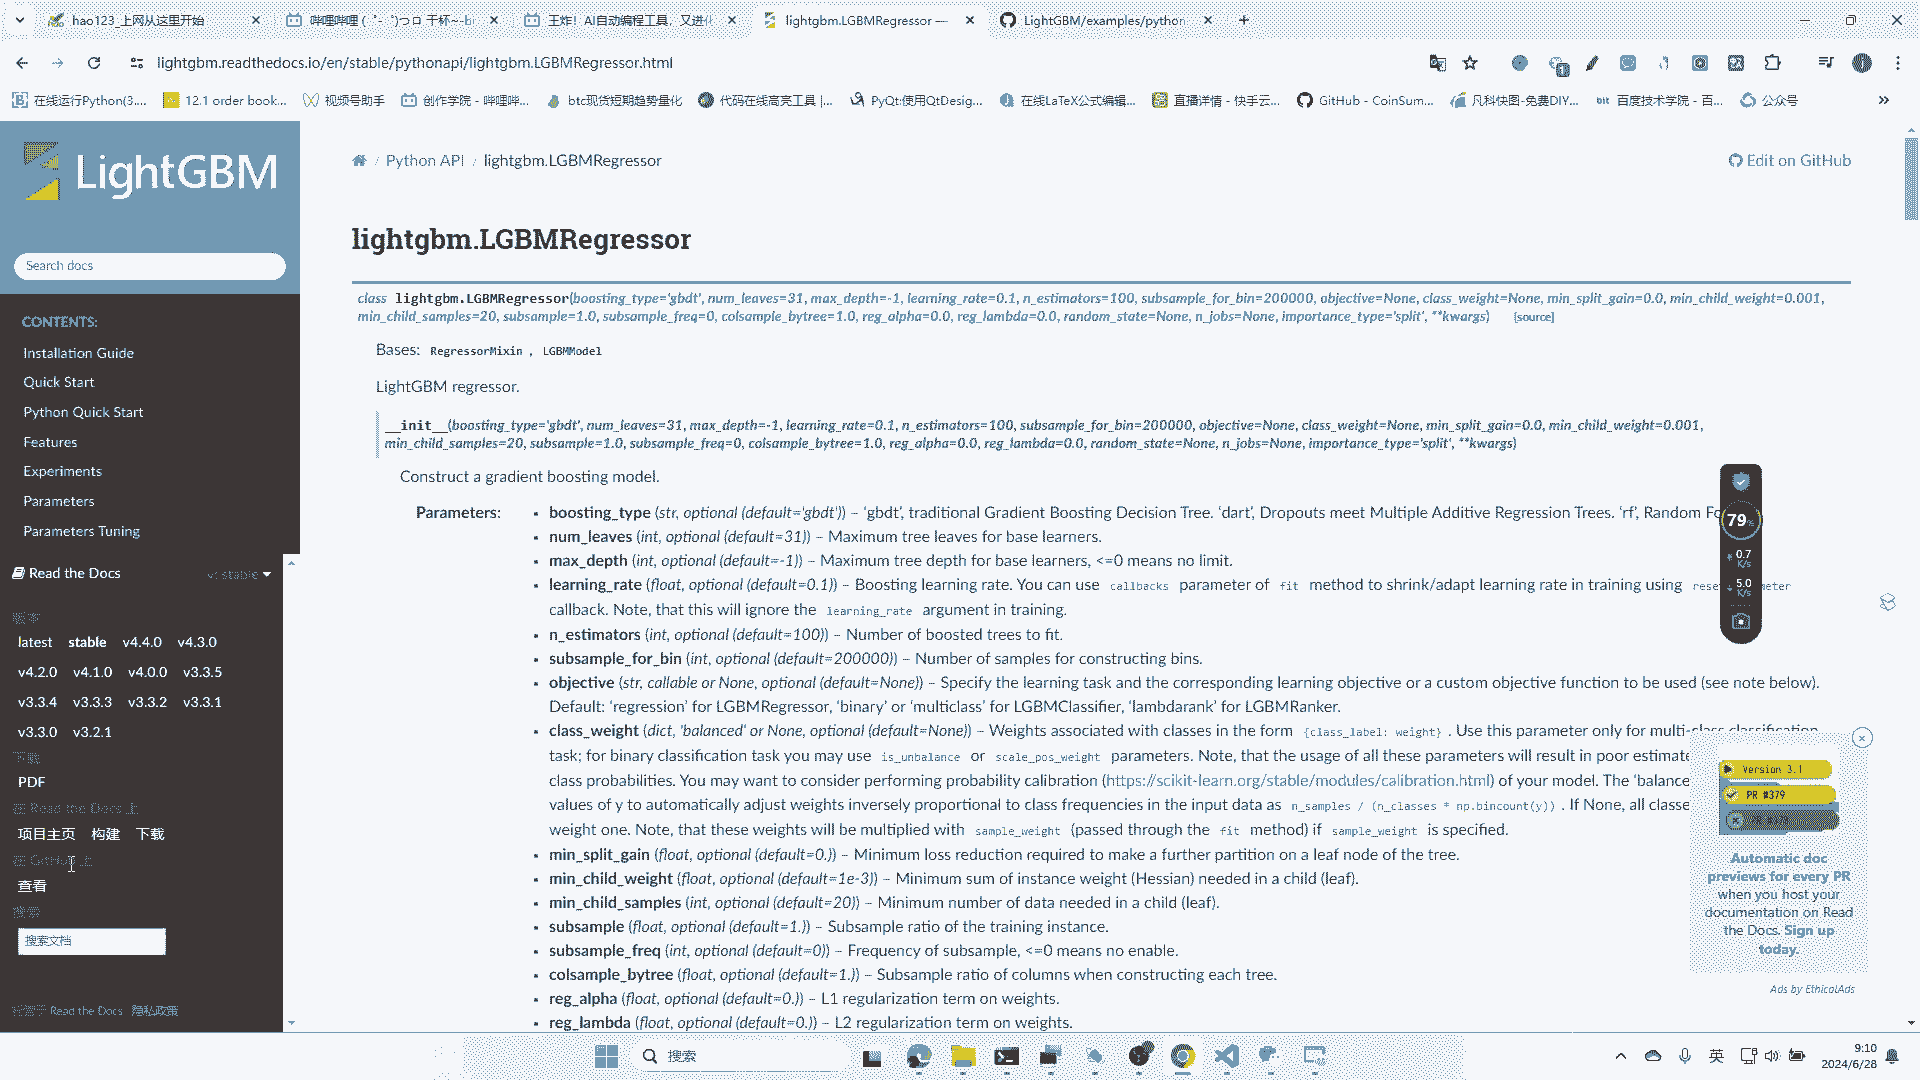 hao123_上网从这里开始
哔哩哔哩 (゜-゜)つロ 干杯~-bi
王炸！AI自动编程工具，又进化
lightgbm.LGBMRegressor —
LightGBM/examples/python
lightgbm.readthedocs.io/en/stable/pythonapi/lightgbm.LGBMRegressor.html
在线运行Python(3....
12.1 order book...
视频号助手
创作学院 - 哔哩哔...
btc现货短期趋势量化
代码在线高亮工具 |...
PyQt:使用QtDesig...
在线LaTeX公式编辑...
直播详情 - 快手云...
GitHub - CoinSum...
凡科快图-免费DIY...
百度技术学院 - 百...
公众号
LightGBM
Search docs
CONTENTS:
Installation Guide
Quick Start
Python Quick Start
Features
Experiments
Parameters
Parameters Tuning
Read the Docs
v: stable
版本
latest stable v4.4.0 v4.3.0
v4.2.0 v4.1.0 v4.0.0 v3.3.5
v3.3.4 v3.3.3 v3.3.2 v3.3.1
v3.3.0 v3.2.1
下载
PDF
在 Read the Docs 上
项目主页 构建 下载
在 GitHub 上
查看
搜索
搜索文档
托管于 Read the Docs · 隐私政策
/ Python API / lightgbm.LGBMRegressor
Edit on GitHub
lightgbm.LGBMRegressor
class lightgbm.LGBMRegressor(boosting_type='gbdt', num_leaves=31, max_depth=-1, learning_rate=0.1, n_estimators=100, subsample_for_bin=200000, objective=None, class_weight=None, min_split_gain=0.0, min_child_weight=0.001,
min_child_samples=20, subsample=1.0, subsample_freq=0, colsample_bytree=1.0, reg_alpha=0.0, reg_lambda=0.0, random_state=None, n_jobs=None, importance_type='split', **kwargs) [source]
Bases: RegressorMixin , LGBMModel
LightGBM regressor.
__init__(boosting_type='gbdt', num_leaves=31, max_depth=-1, learning_rate=0.1, n_estimators=100, subsample_for_bin=200000, objective=None, class_weight=None, min_split_gain=0.0, min_child_weight=0.001,
min_child_samples=20, subsample=1.0, subsample_freq=0, colsample_bytree=1.0, reg_alpha=0.0, reg_lambda=0.0, random_state=None, n_jobs=None, importance_type='split', **kwargs)
Construct a gradient boosting model.
Parameters:
• boosting_type (str, optional (default='gbdt')) – ‘gbdt’, traditional Gradient Boosting Decision Tree. ‘dart’, Dropouts meet Multiple Additive Regression Trees. ‘rf’, Random Fo
• num_leaves (int, optional (default=31)) – Maximum tree leaves for base learners.
• max_depth (int, optional (default=-1)) – Maximum tree depth for base learners, <=0 means no limit.
• learning_rate (float, optional (default=0.1)) – Boosting learning rate. You can use callbacks parameter of fit method to shrink/adapt learning rate in training using rese meter
callback. Note, that this will ignore the learning_rate argument in training.
• n_estimators (int, optional (default=100)) – Number of boosted trees to fit.
• subsample_for_bin (int, optional (default=200000)) – Number of samples for constructing bins.
• objective (str, callable or None, optional (default=None)) – Specify the learning task and the corresponding learning objective or a custom objective function to be used (see note below).
Default: ‘regression’ for LGBMRegressor, ‘binary’ or ‘multiclass’ for LGBMClassifier, ‘lambdarank’ for LGBMRanker.
• class_weight (dict, 'balanced' or None, optional (default=None)) – Weights associated with classes in the form {class_label: weight} . Use this parameter only for multi-class classification
task; for binary classification task you may use is_unbalance or scale_pos_weight parameters. Note, that the usage of all these parameters will result in poor estimate
class probabilities. You may want to consider performing probability calibration (https://scikit-learn.org/stable/modules/calibration.html) of your model. The ‘balance
values of y to automatically adjust weights inversely proportional to class frequencies in the input data as n_samples / (n_classes * np.bincount(y)) . If None, all classe
weight one. Note, that these weights will be multiplied with sample_weight (passed through the fit method) if sample_weight is specified.
• min_split_gain (float, optional (default=0.)) – Minimum loss reduction required to make a further partition on a leaf node of the tree.
• min_child_weight (float, optional (default=1e-3)) – Minimum sum of instance weight (Hessian) needed in a child (leaf).
• min_child_samples (int, optional (default=20)) – Minimum number of data needed in a child (leaf).
• subsample (float, optional (default=1.)) – Subsample ratio of the training instance.
• subsample_freq (int, optional (default=0)) – Frequency of subsample, <=0 means no enable.
• colsample_bytree (float, optional (default=1.)) – Subsample ratio of columns when constructing each tree.
• reg_alpha (float, optional (default=0.)) – L1 regularization term on weights.
• reg_lambda (float, optional (default=0.)) – L2 regularization term on weights.
79%
0.7
K/s
5.0
K/s
Version 3.1
PR #379
Automatic doc
previews for every PR
when you host your
documentation on Read
the Docs. Sign up
today.
Ads by EthicalAds
搜索
英
9:10
2024/6/28